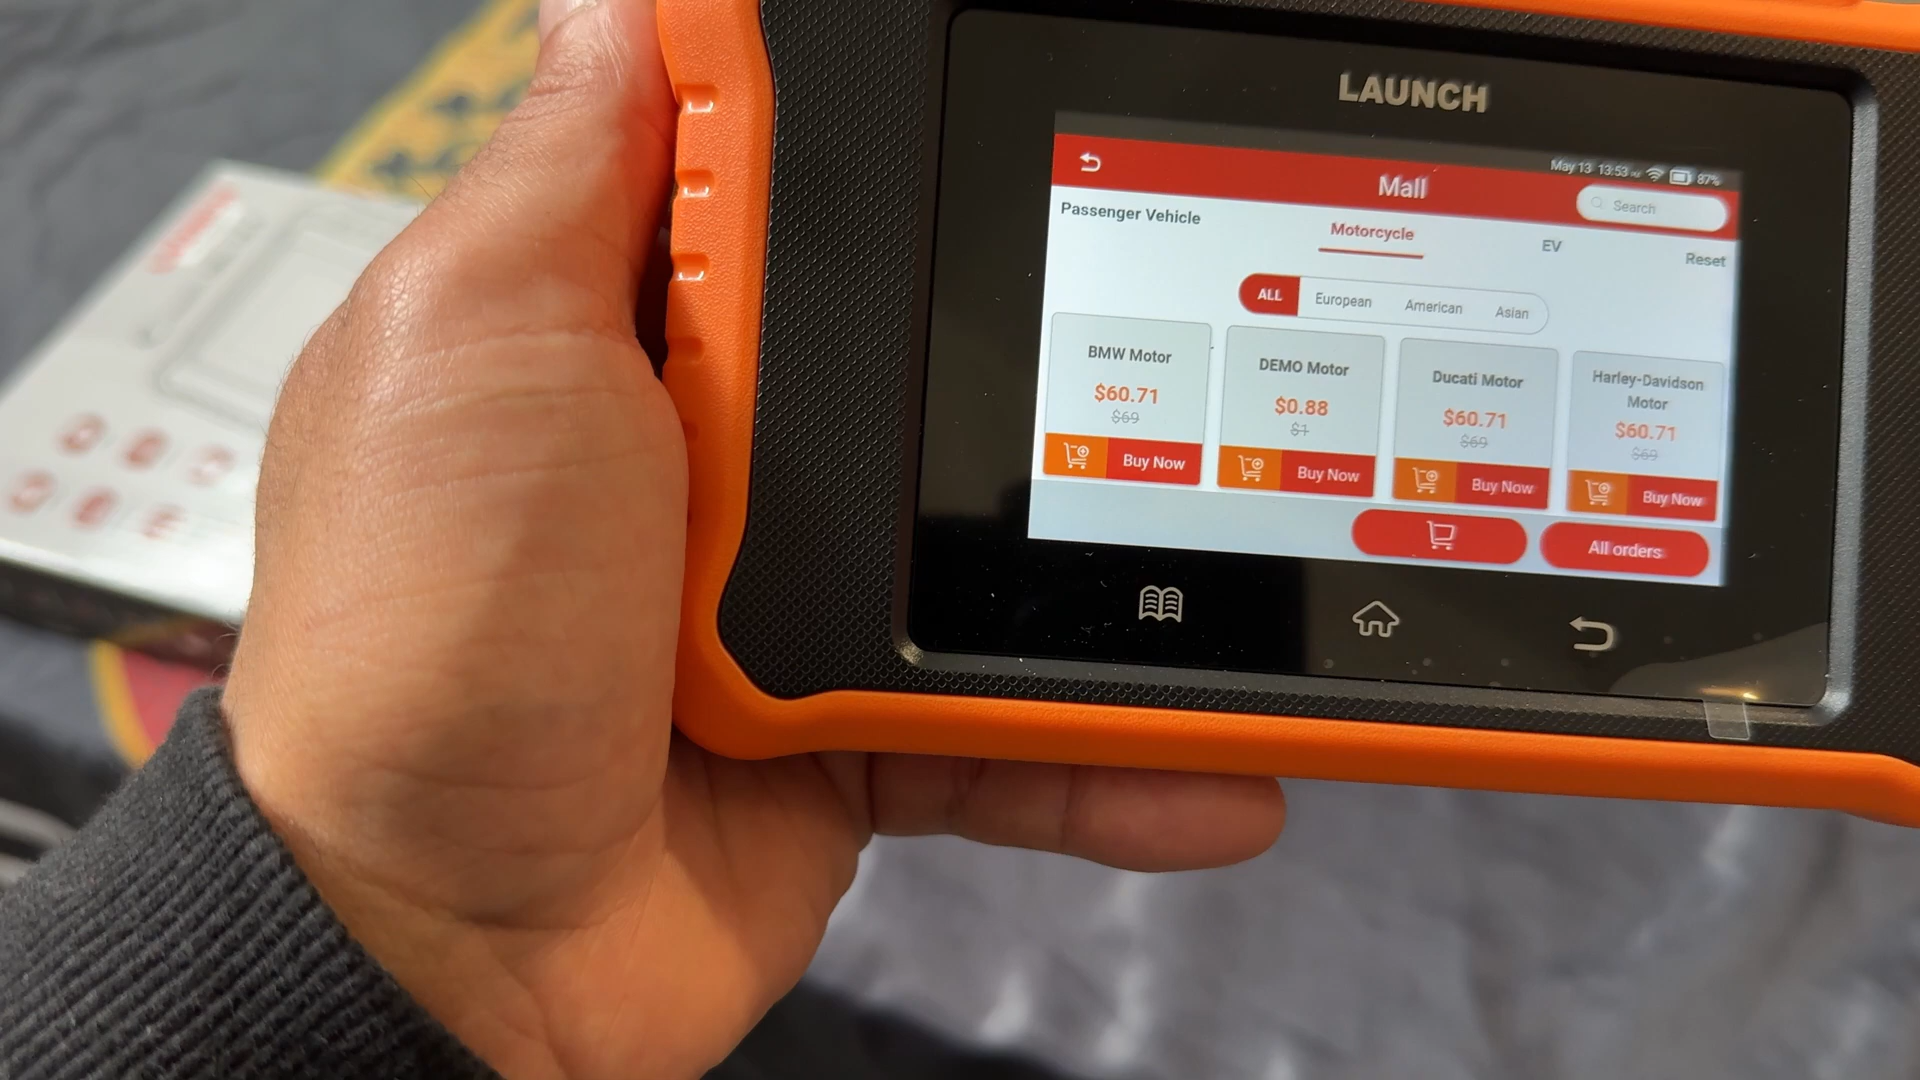 LAUNCH
May 13 13:53 87%
Mall
Search
Passenger Vehicle
Motorcycle
EV
Reset
ALL European American Asian
BMW Motor
$60.71
$69
Buy Now
DEMO Motor
$0.88
$1
Buy Now
Ducati Motor
$60.71
$69
Buy Now
Harley-Davidson
Motor
$60.71
$69
Buy Now
All orders